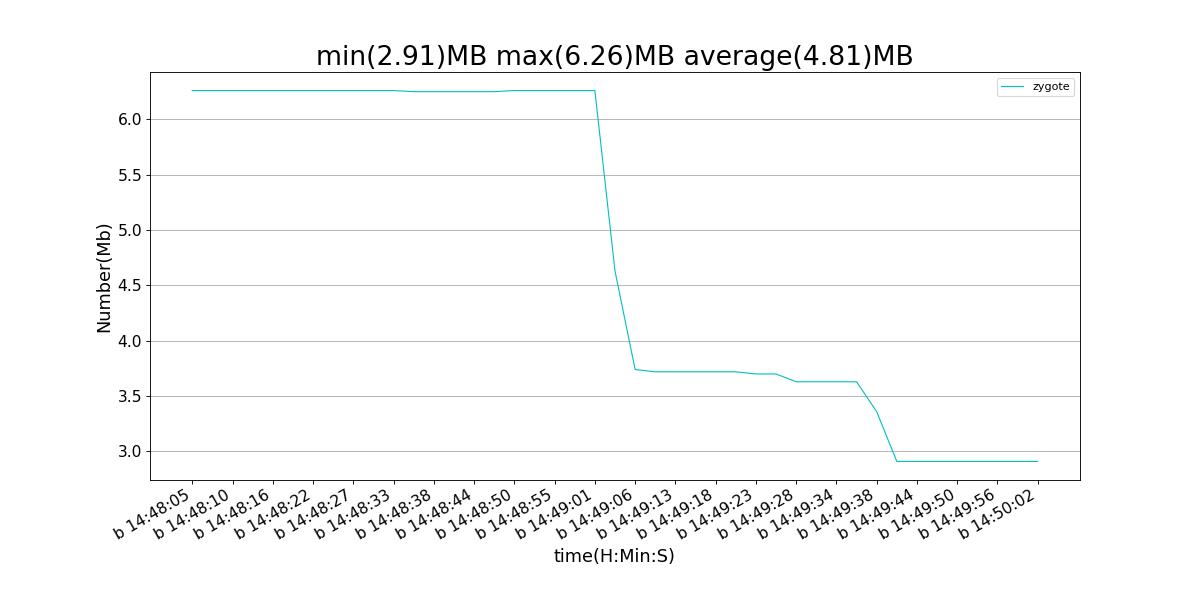 min(2.91)MB max(6.26)MB average(4.81)MB
zygote
6.0
5.5
5.0
4.5
4.0
3.5
3.0
Number(Mb)
b 14:48:05
b 14:48:10
b 14:48:16
b 14:48:22
b 14:48:27
b 14:48:33
b 14:48:38
b 14:48:44
b 14:48:50
b 14:48:55
b 14:49:01
b 14:49:06
b 14:49:13
b 14:49:18
b 14:49:23
b 14:49:28
b 14:49:34
b 14:49:38
b 14:49:44
b 14:49:50
b 14:49:56
b 14:50:02
time(H:Min:S)